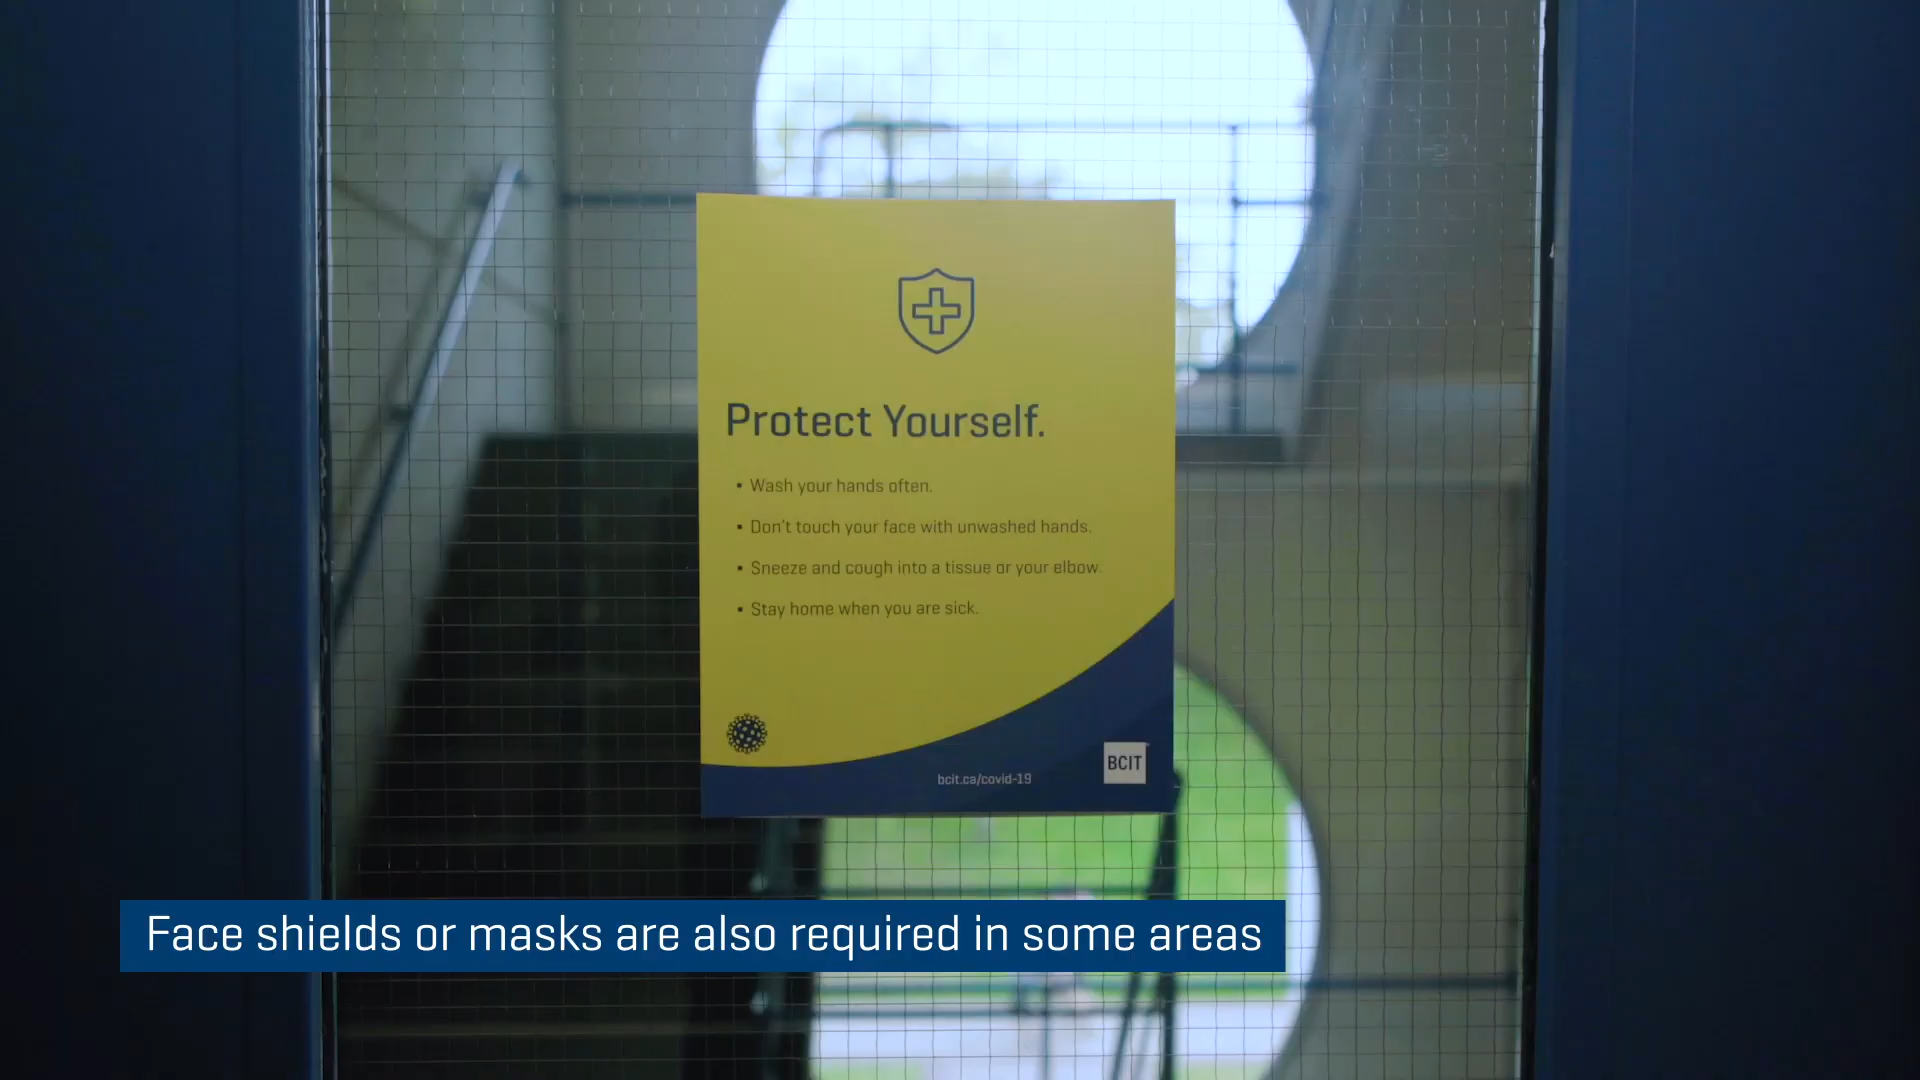 Protect Yourself.
• Wash your hands often.
• Don't touch your face with unwashed hands.
• Sneeze and cough into a tissue or your elbow.
• Stay home when you are sick.
bcit.ca/covid-19
BCIT
Face shields or masks are also required in some areas